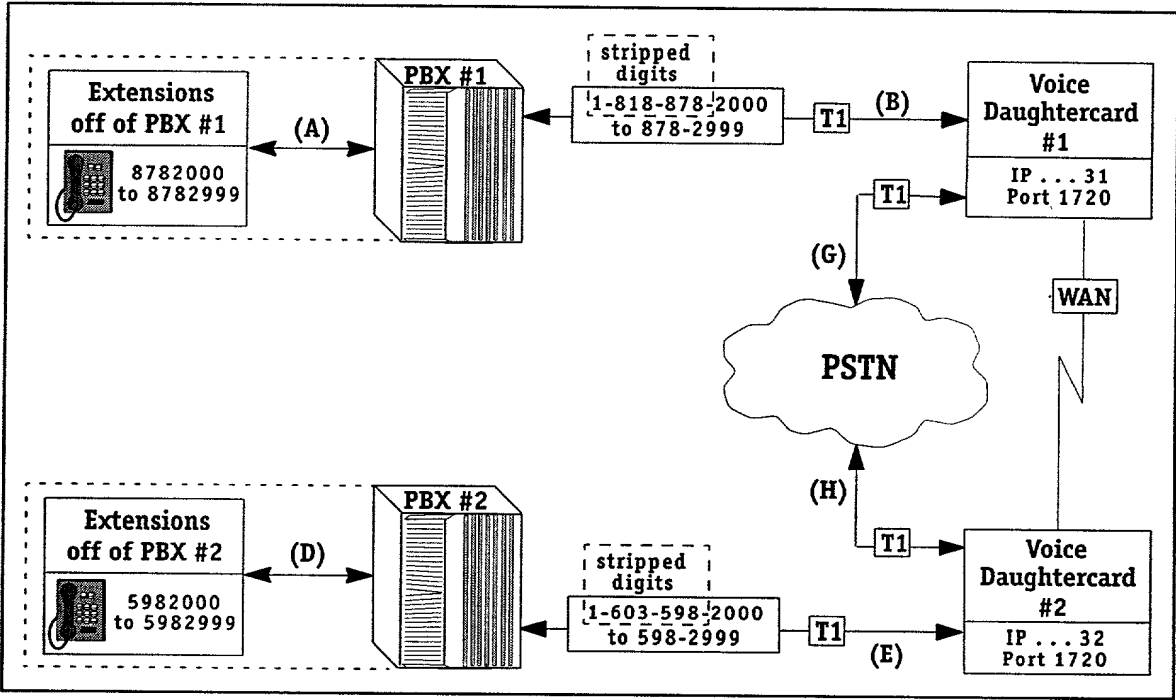 Extensions
off of PBX #1
8782000
to 8782999
(A)
PBX #1
stripped
digits
1-818-878-2000
to 878-2999
T1
(B)
Voice
Daughtercard
#1
IP . . . 31
Port 1720
T1
(G)
WAN
PSTN
(H)
T1
Extensions
off of PBX #2
5982000
to 5982999
(D)
PBX #2
stripped
digits
1-603-598-2000
to 598-2999
T1
(E)
Voice
Daughtercard
#2
IP . . . 32
Port 1720